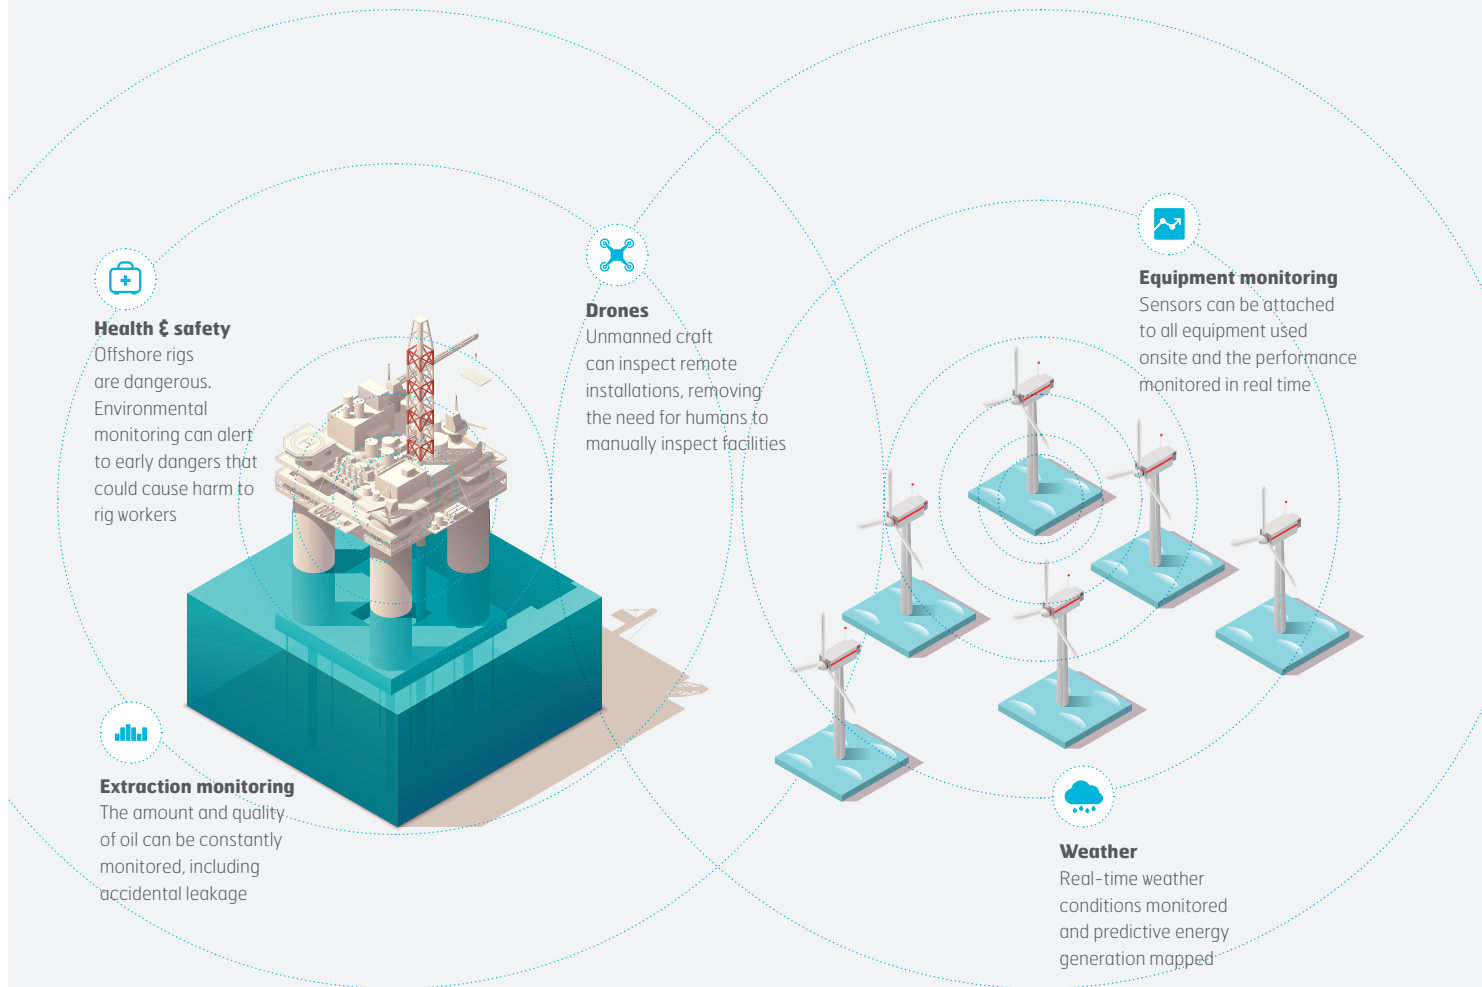 Health & safety
Offshore rigs
are dangerous.
Environmental
monitoring can alert
to early dangers that
could cause harm to
rig workers
Drones
Unmanned craft
can inspect remote
installations, removing
the need for humans to
manually inspect facilities
Equipment monitoring
Sensors can be attached
to all equipment used
onsite and the performance
monitored in real time
Extraction monitoring
The amount and quality
of oil can be constantly
monitored, including
accidental leakage
Weather
Real-time weather
conditions monitored
and predictive energy
generation mapped